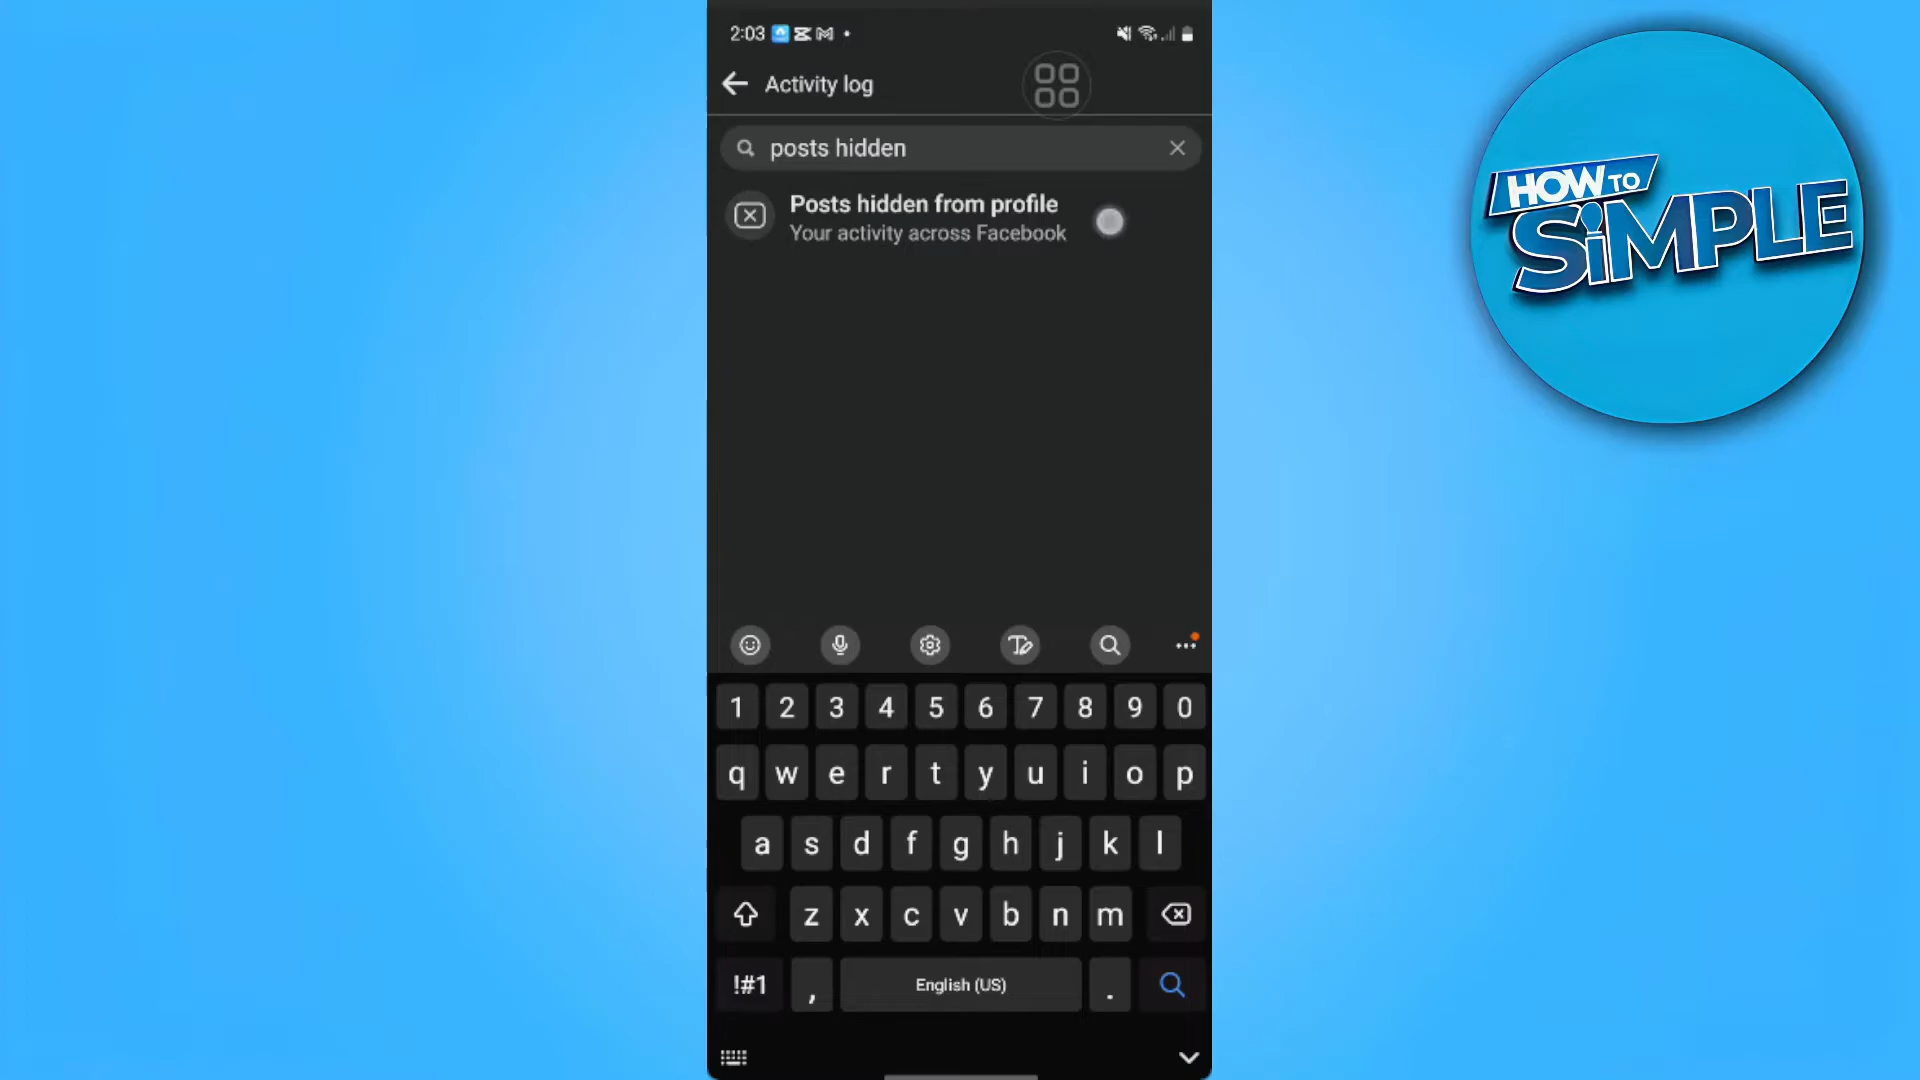 2:03
Activity log
posts hidden
Posts hidden from profile
Your activity across Facebook
1 2 3 4 5 6 7 8 9 0
q w e r t y u i o p
a s d f g h j k l
z x c v b n m
!#1 , English (US) .
HOW TO
SiMPLE